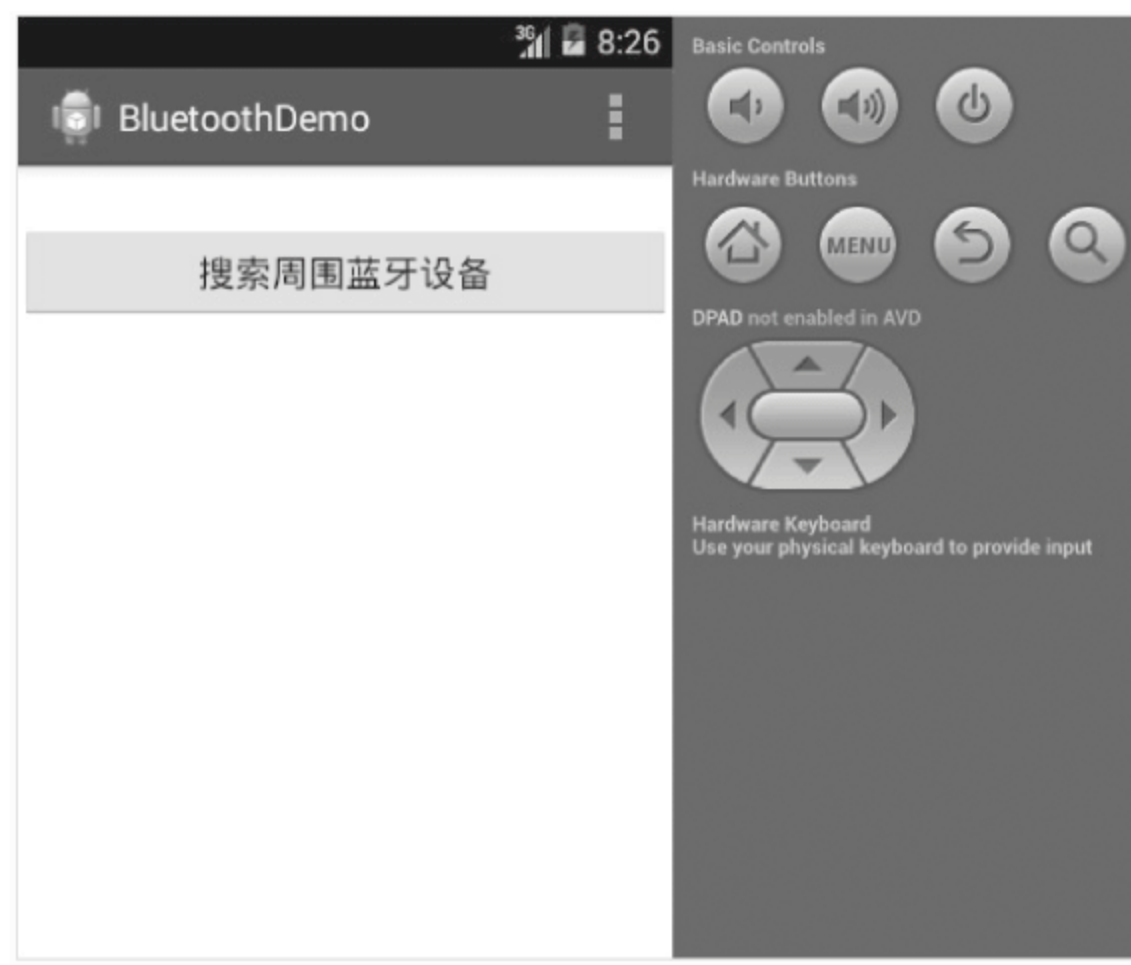 3G 8:26
BluetoothDemo
搜索周围蓝牙设备
Basic Controls
Hardware Buttons
MENU
DPAD not enabled in AVD
Hardware Keyboard
Use your physical keyboard to provide input